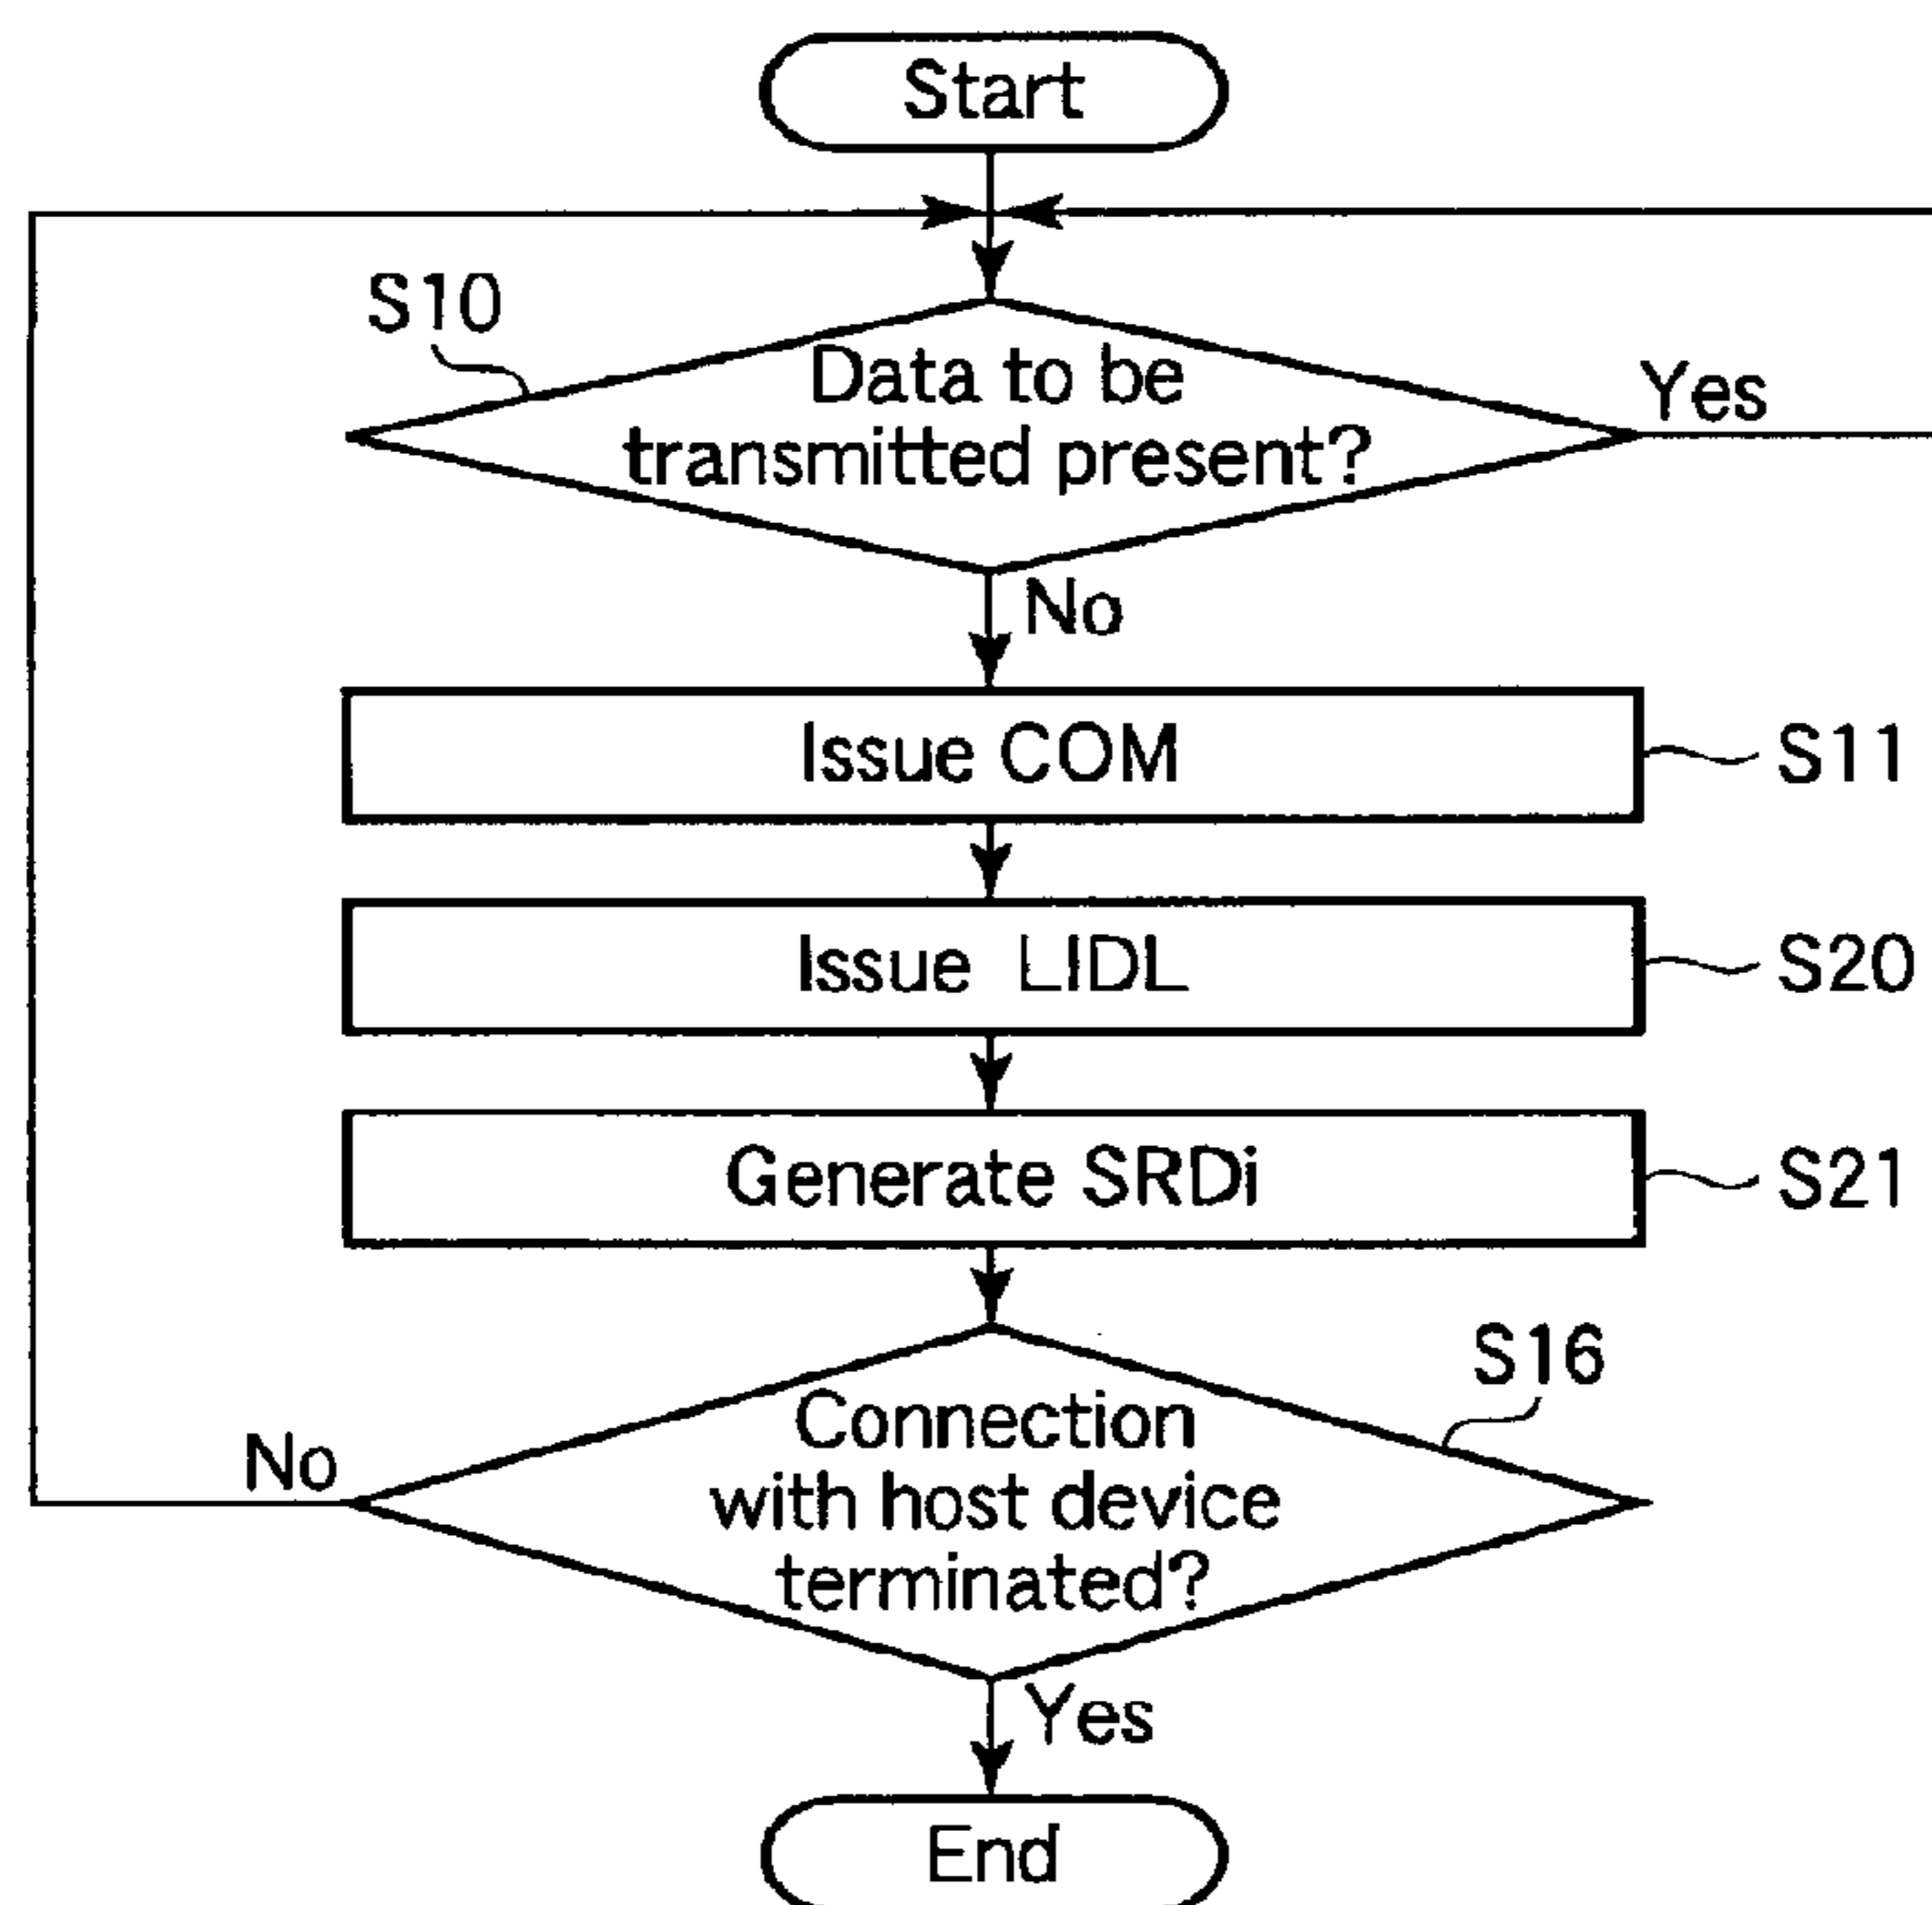 Start
S10
Data to be
transmitted present?
Yes
No
Issue COM
S11
Issue LIDL
S20
Generate SRDi
S21
S16
Connection
with host device
terminated?
No
Yes
End